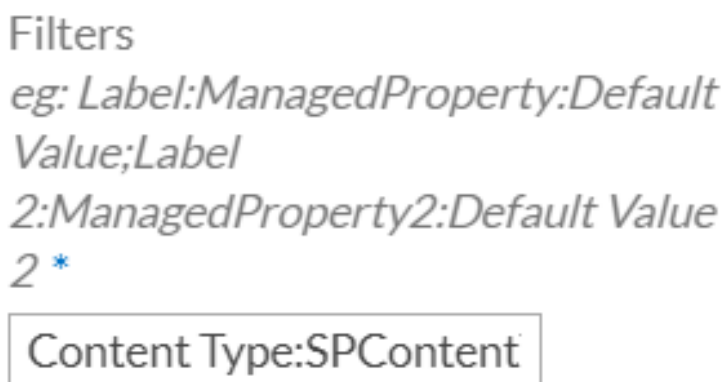 Filters
eg: Label:ManagedProperty:Default
Value;Label
2:ManagedProperty2:Default Value
2 *
Content Type:SPContent